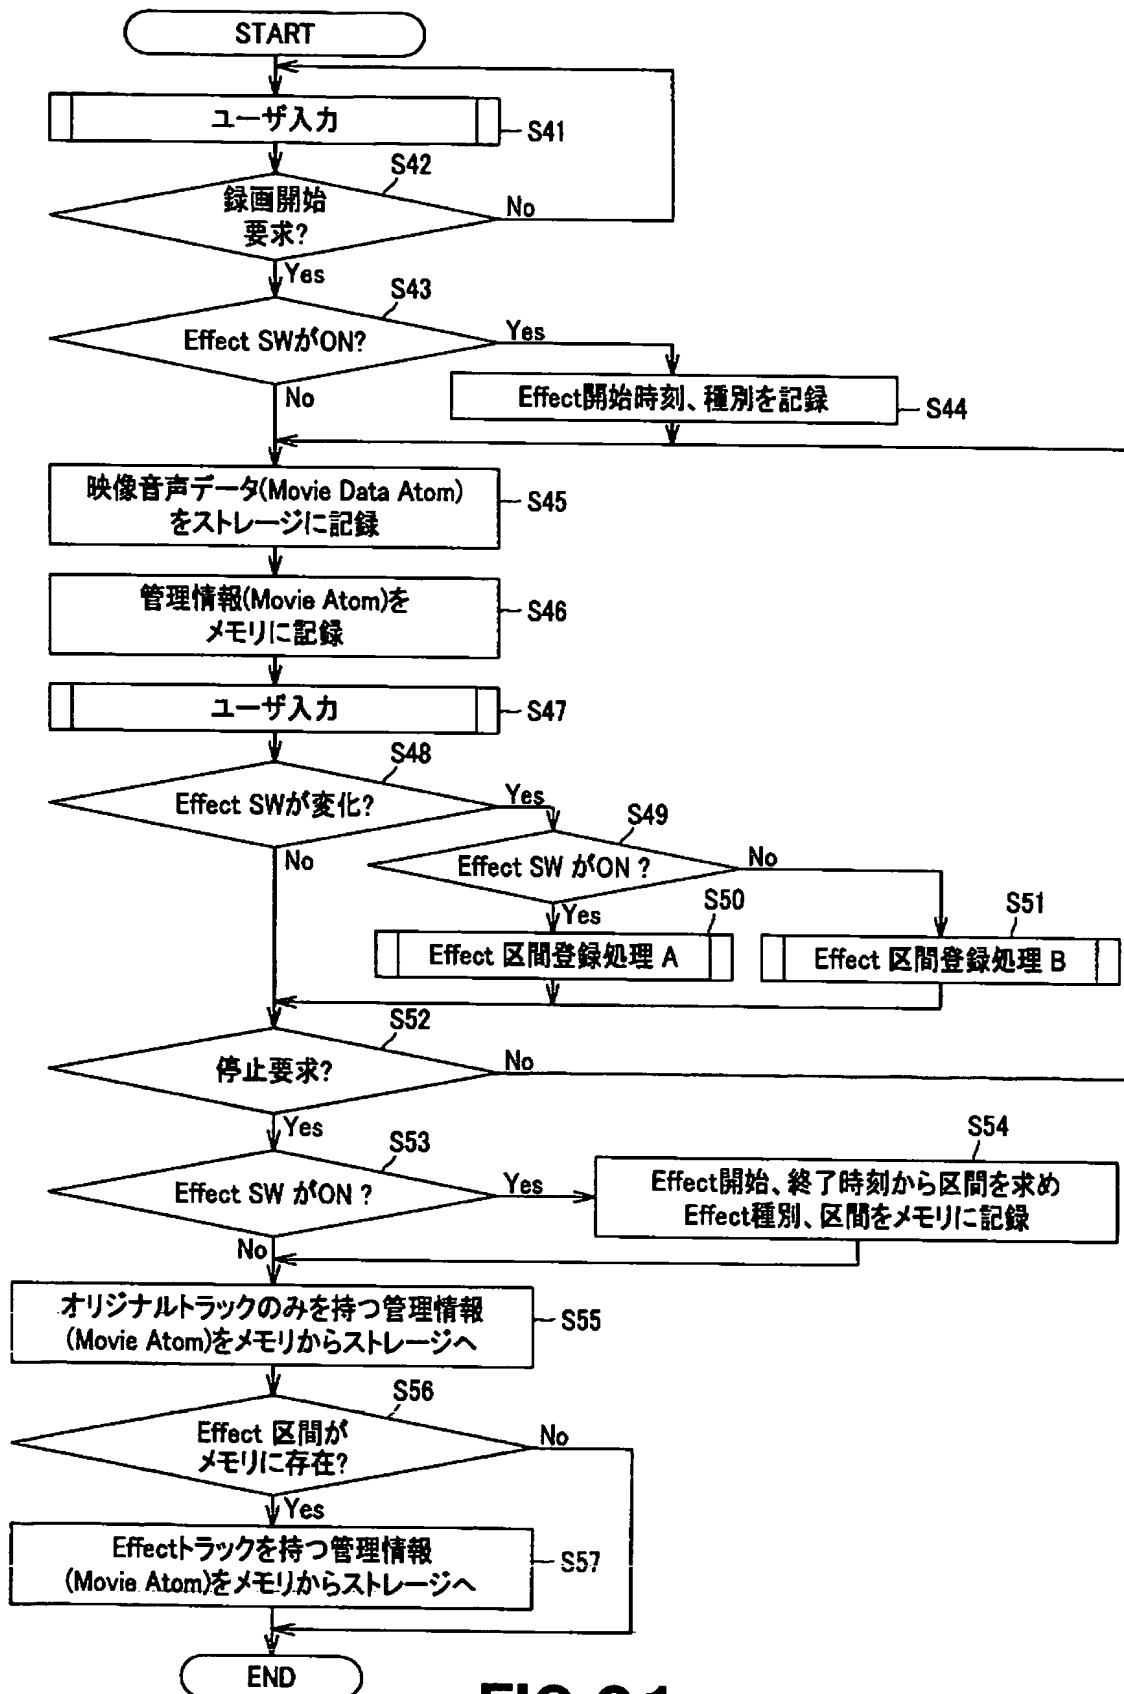 START
ユーザ入力
S41
S42
録画開始
要求?
No
Yes
S43
Effect SWがON?
Yes
No
Effect開始時刻、種別を記録
S44
映像音声データ(Movie Data Atom)
をストレージに記録
S45
管理情報(Movie Atom)を
メモリに記録
S46
ユーザ入力
S47
S48
Effect SWが変化?
Yes
No
S49
Effect SW がON ?
No
Yes
S50
Effect 区間登録処理 A
S51
Effect 区間登録処理 B
S52
停止要求?
No
Yes
S53
Effect SW がON ?
Yes
No
S54
Effect開始、終了時刻から区間を求め
Effect種別、区間をメモリに記録
オリジナルトラックのみを持つ管理情報
(Movie Atom)をメモリからストレージへ
S55
S56
Effect 区間が
メモリに存在?
No
Yes
Effectトラックを持つ管理情報
(Movie Atom)をメモリからストレージへ
S57
END